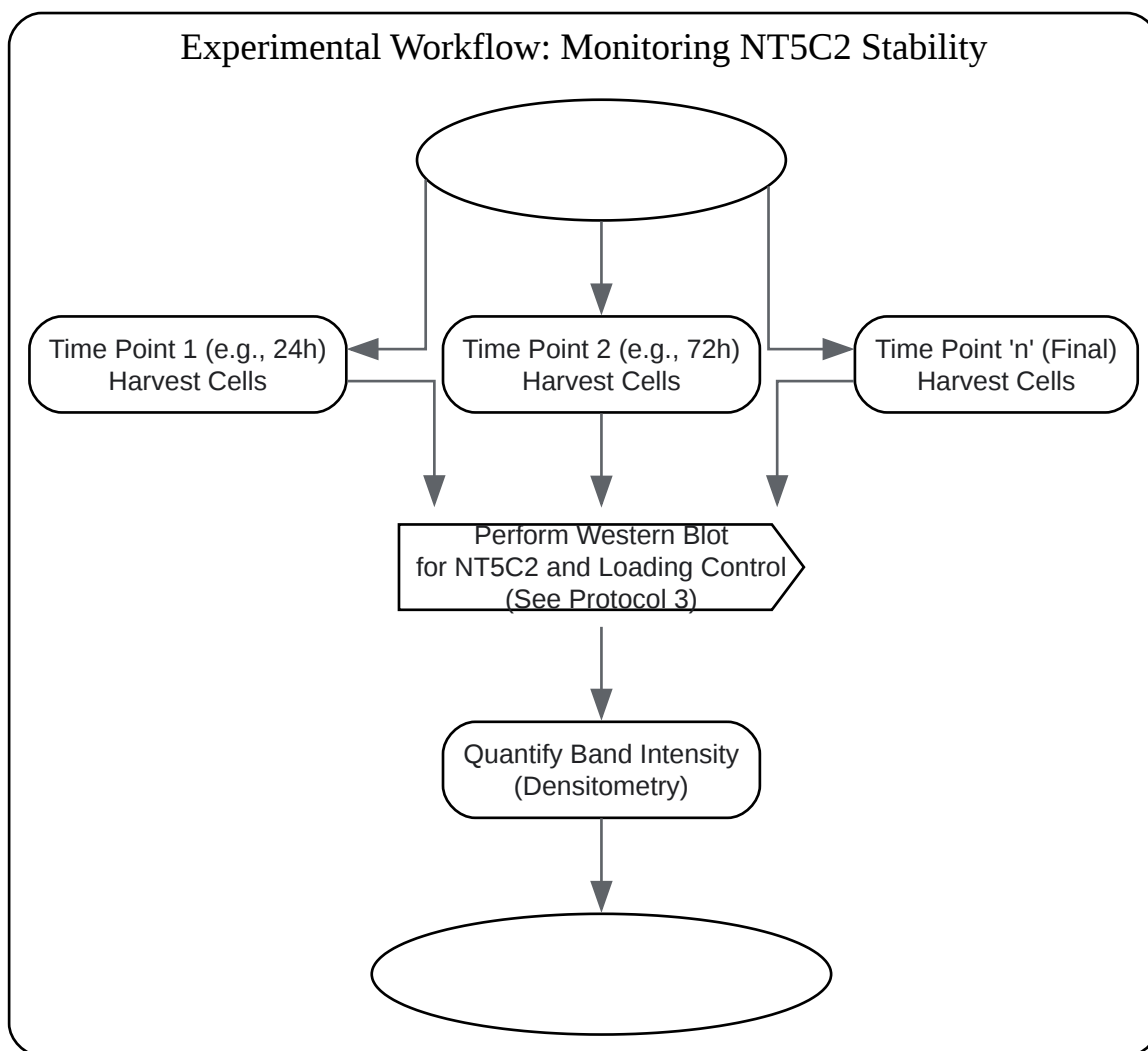 Experimental Workflow: Monitoring NT5C2 Stability
Time Point 1 (e.g., 24h)
Harvest Cells
Time Point 2 (e.g., 72h)
Harvest Cells
Time Point 'n' (Final)
Harvest Cells
Perform Western Blot
for NT5C2 and Loading Control
(See Protocol 3)
Quantify Band Intensity
(Densitometry)